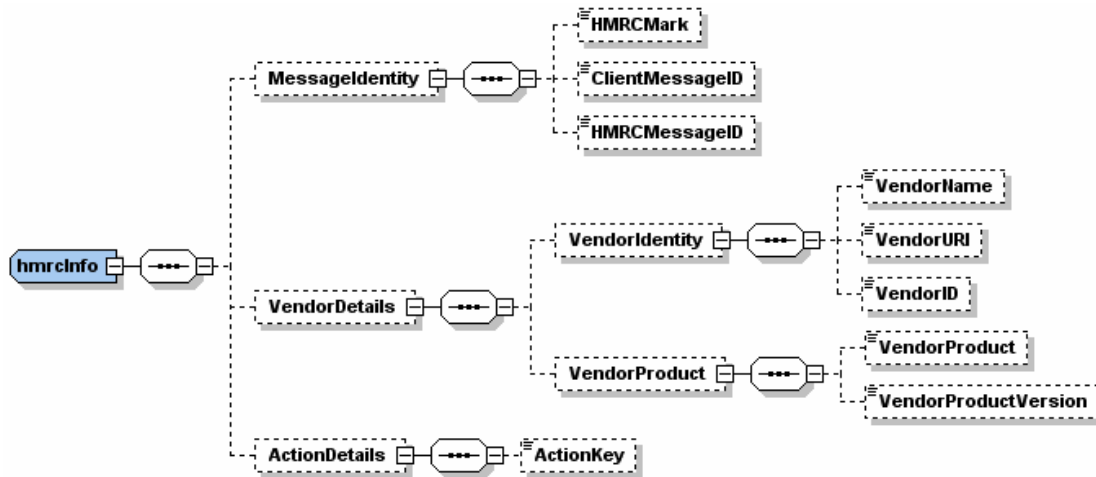 HMRCMark
MessageIdentity
ClientMessageID
HMRCMessageID
VendorName
VendorIdentity
VendorURI
hmrcInfo
VendorID
VendorDetails
VendorProduct
VendorProduct
VendorProductVersion
ActionDetails
ActionKey